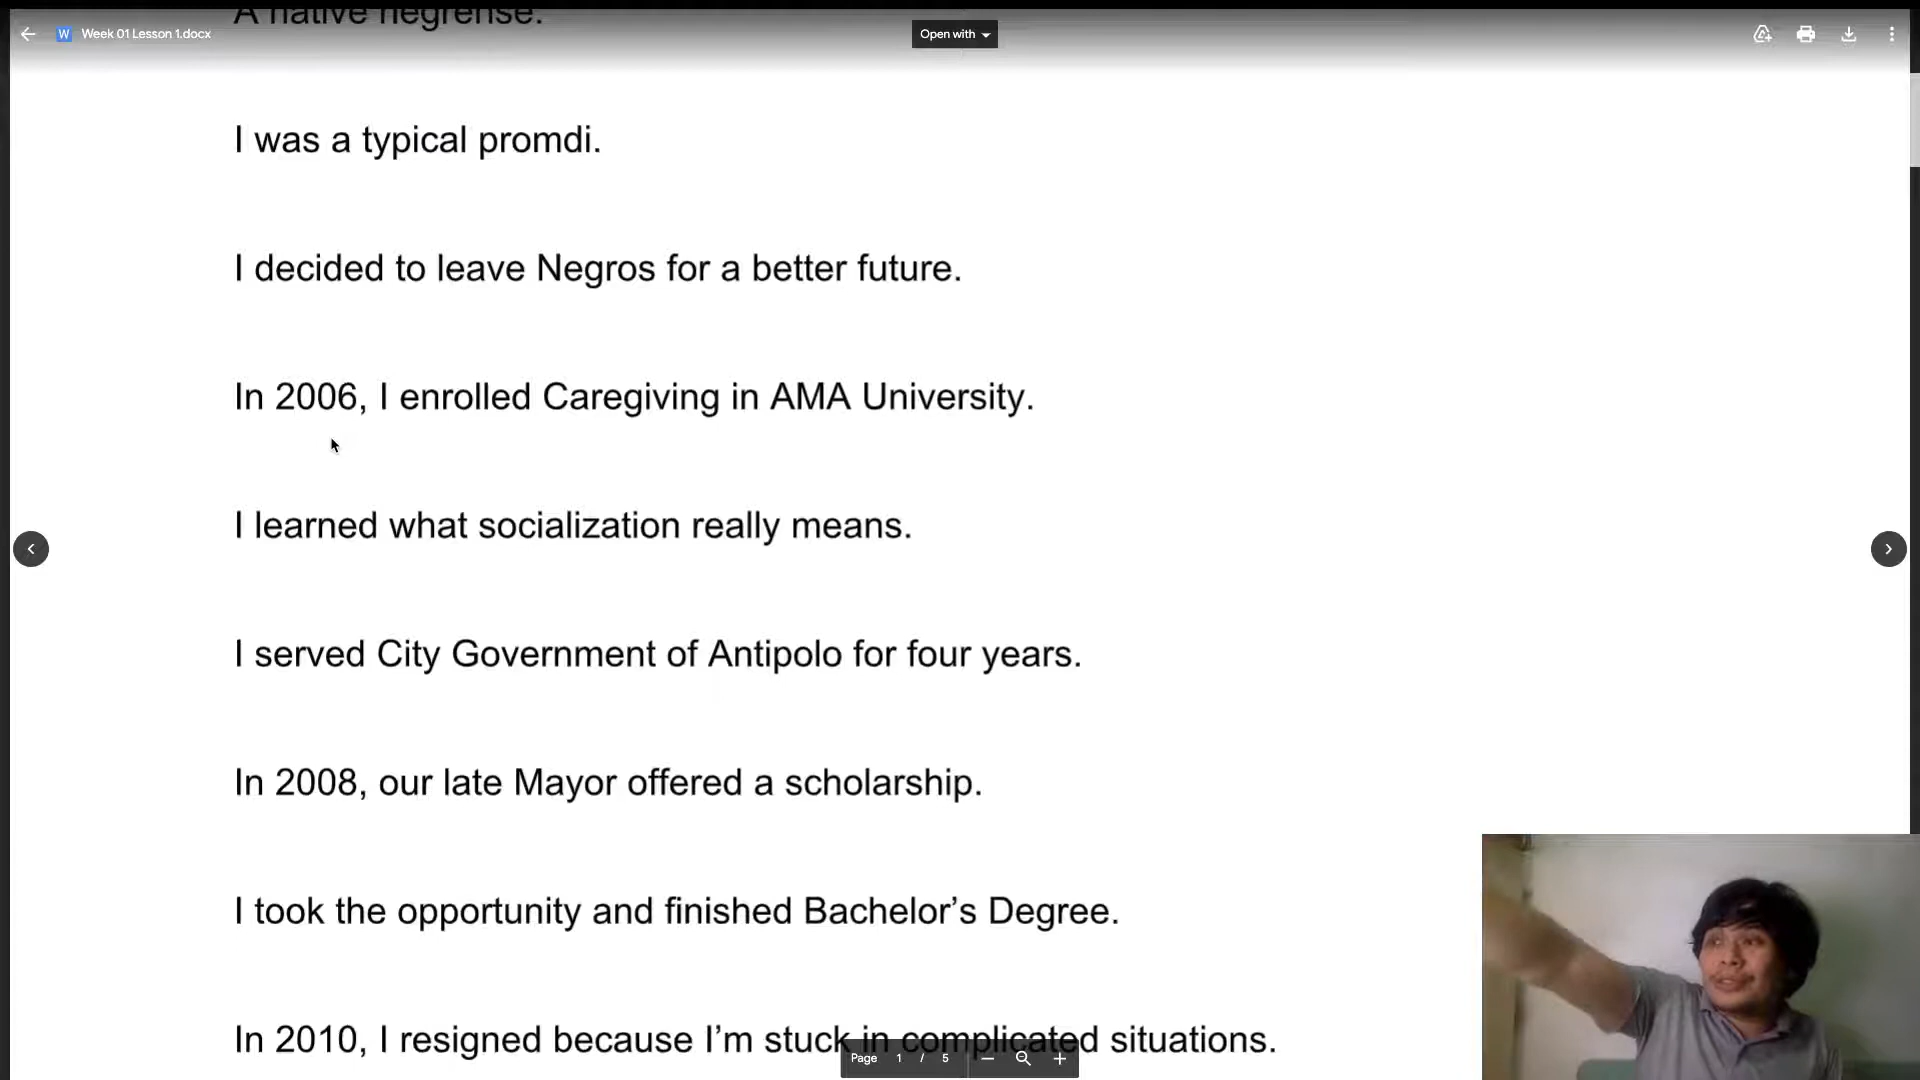 A native negrense.
Week 01 Lesson 1.docx
Open with
I was a typical promdi.
I decided to leave Negros for a better future.
In 2006, I enrolled Caregiving in AMA University.
I learned what socialization really means.
I served City Government of Antipolo for four years.
In 2008, our late Mayor offered a scholarship.
I took the opportunity and finished Bachelor’s Degree.
In 2010, I resigned because I’m stuck in complicated situations.
Page 1 / 5